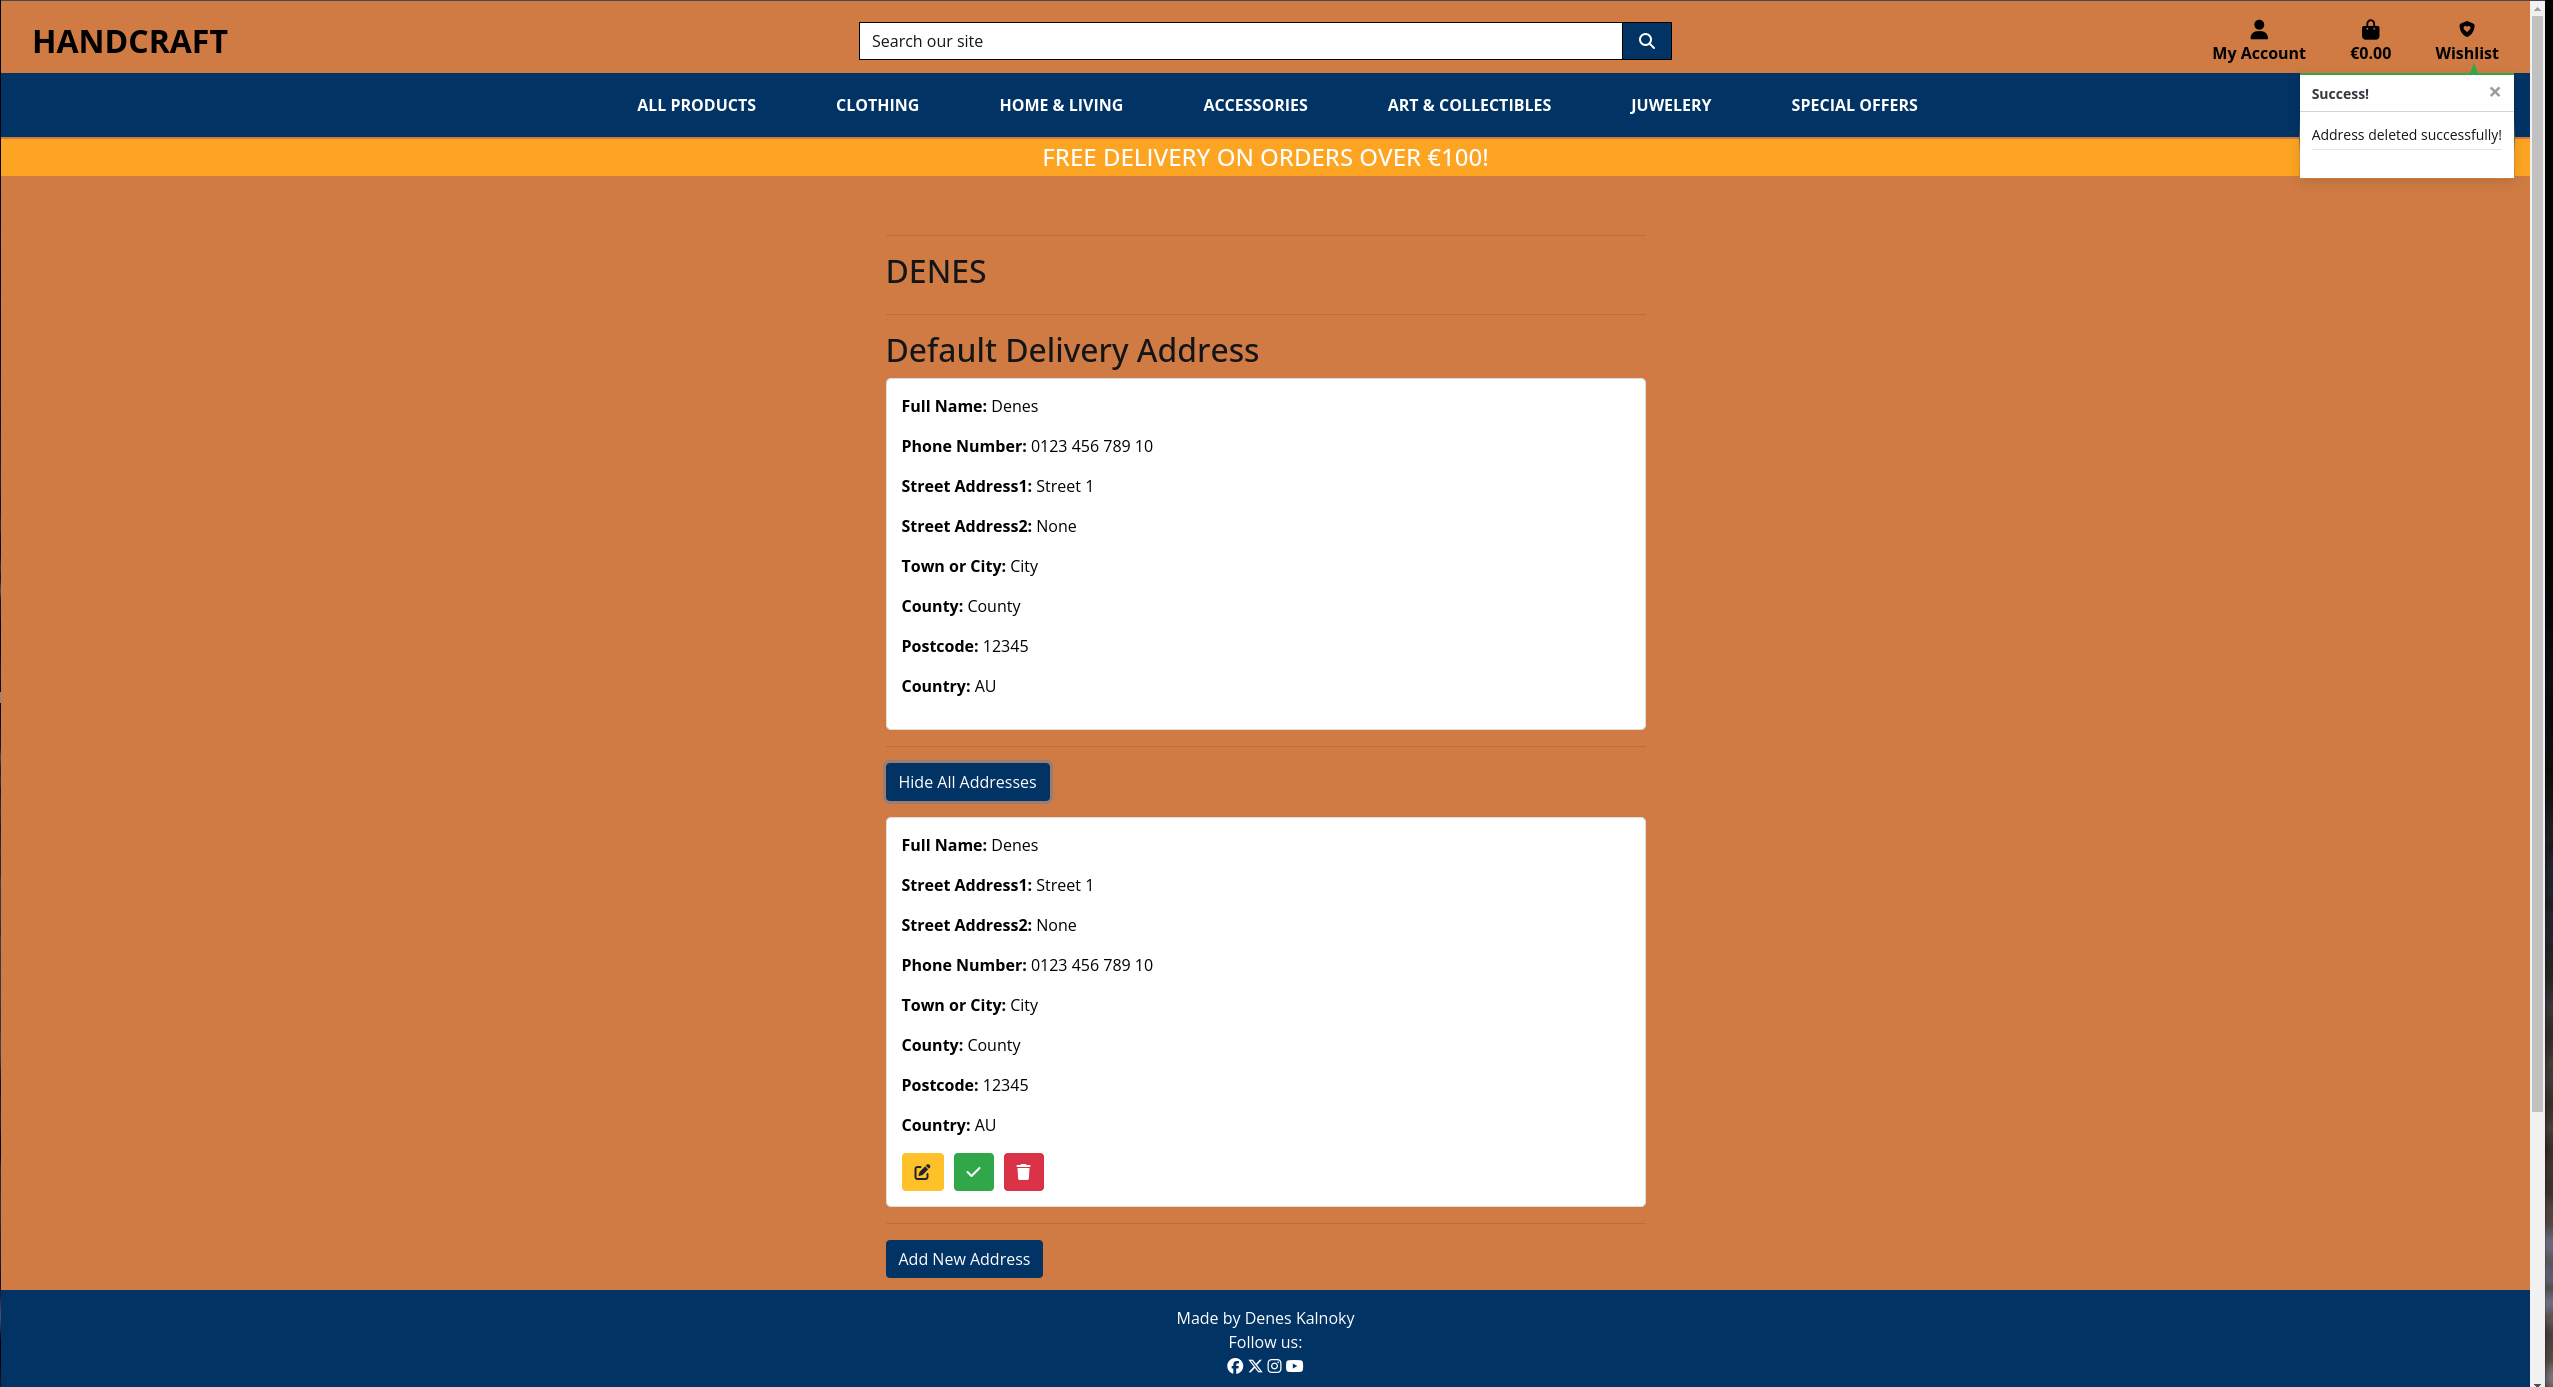 HANDCRAFT
Search our site
My Account
€0.00
Wishlist
ALL PRODUCTS
CLOTHING
HOME & LIVING
ACCESSORIES
ART & COLLECTIBLES
JUWELERY
SPECIAL OFFERS
Success!
×
Address deleted successfully!
FREE DELIVERY ON ORDERS OVER €100!
DENES
Default Delivery Address
Full Name: Denes
Phone Number: 0123 456 789 10
Street Address1: Street 1
Street Address2: None
Town or City: City
County: County
Postcode: 12345
Country: AU
Hide All Addresses
Full Name: Denes
Street Address1: Street 1
Street Address2: None
Phone Number: 0123 456 789 10
Town or City: City
County: County
Postcode: 12345
Country: AU
Add New Address
Made by Denes Kalnoky
Follow us: